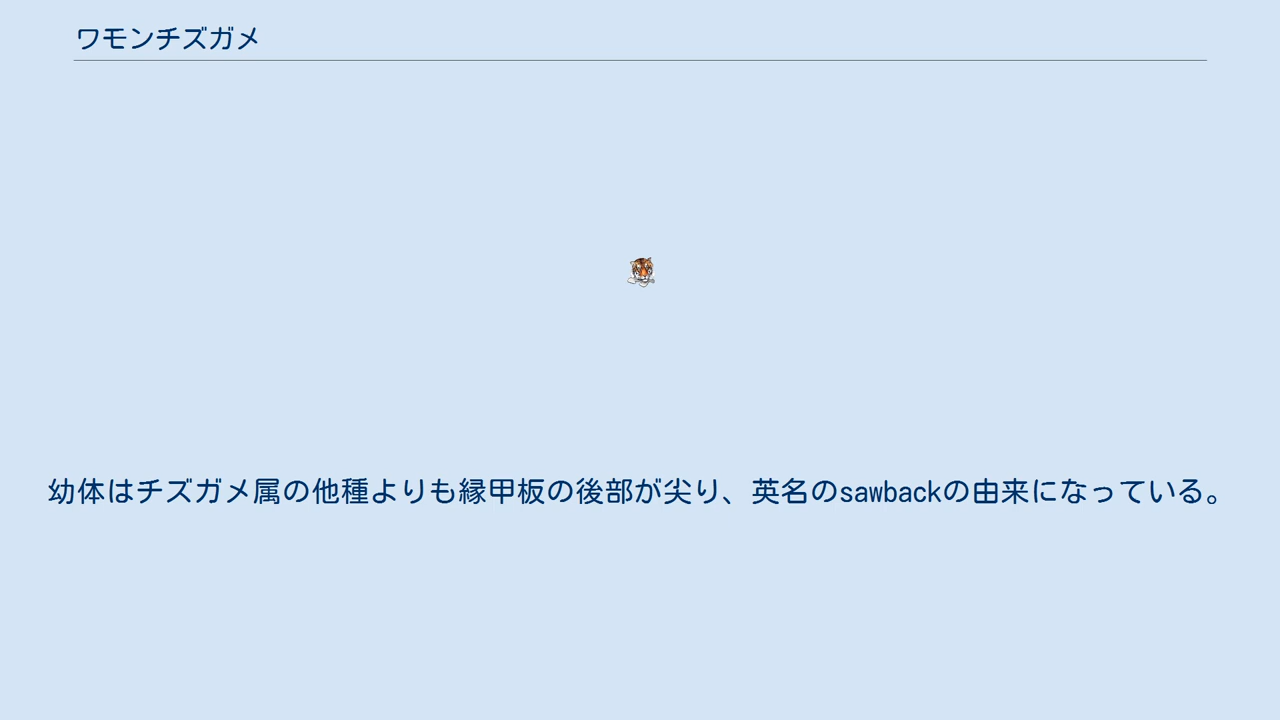 ワモンチズガメ
幼体はチズガメ属の他種よりも縁甲板の後部が尖り、英名のsawbackの由来になっている。